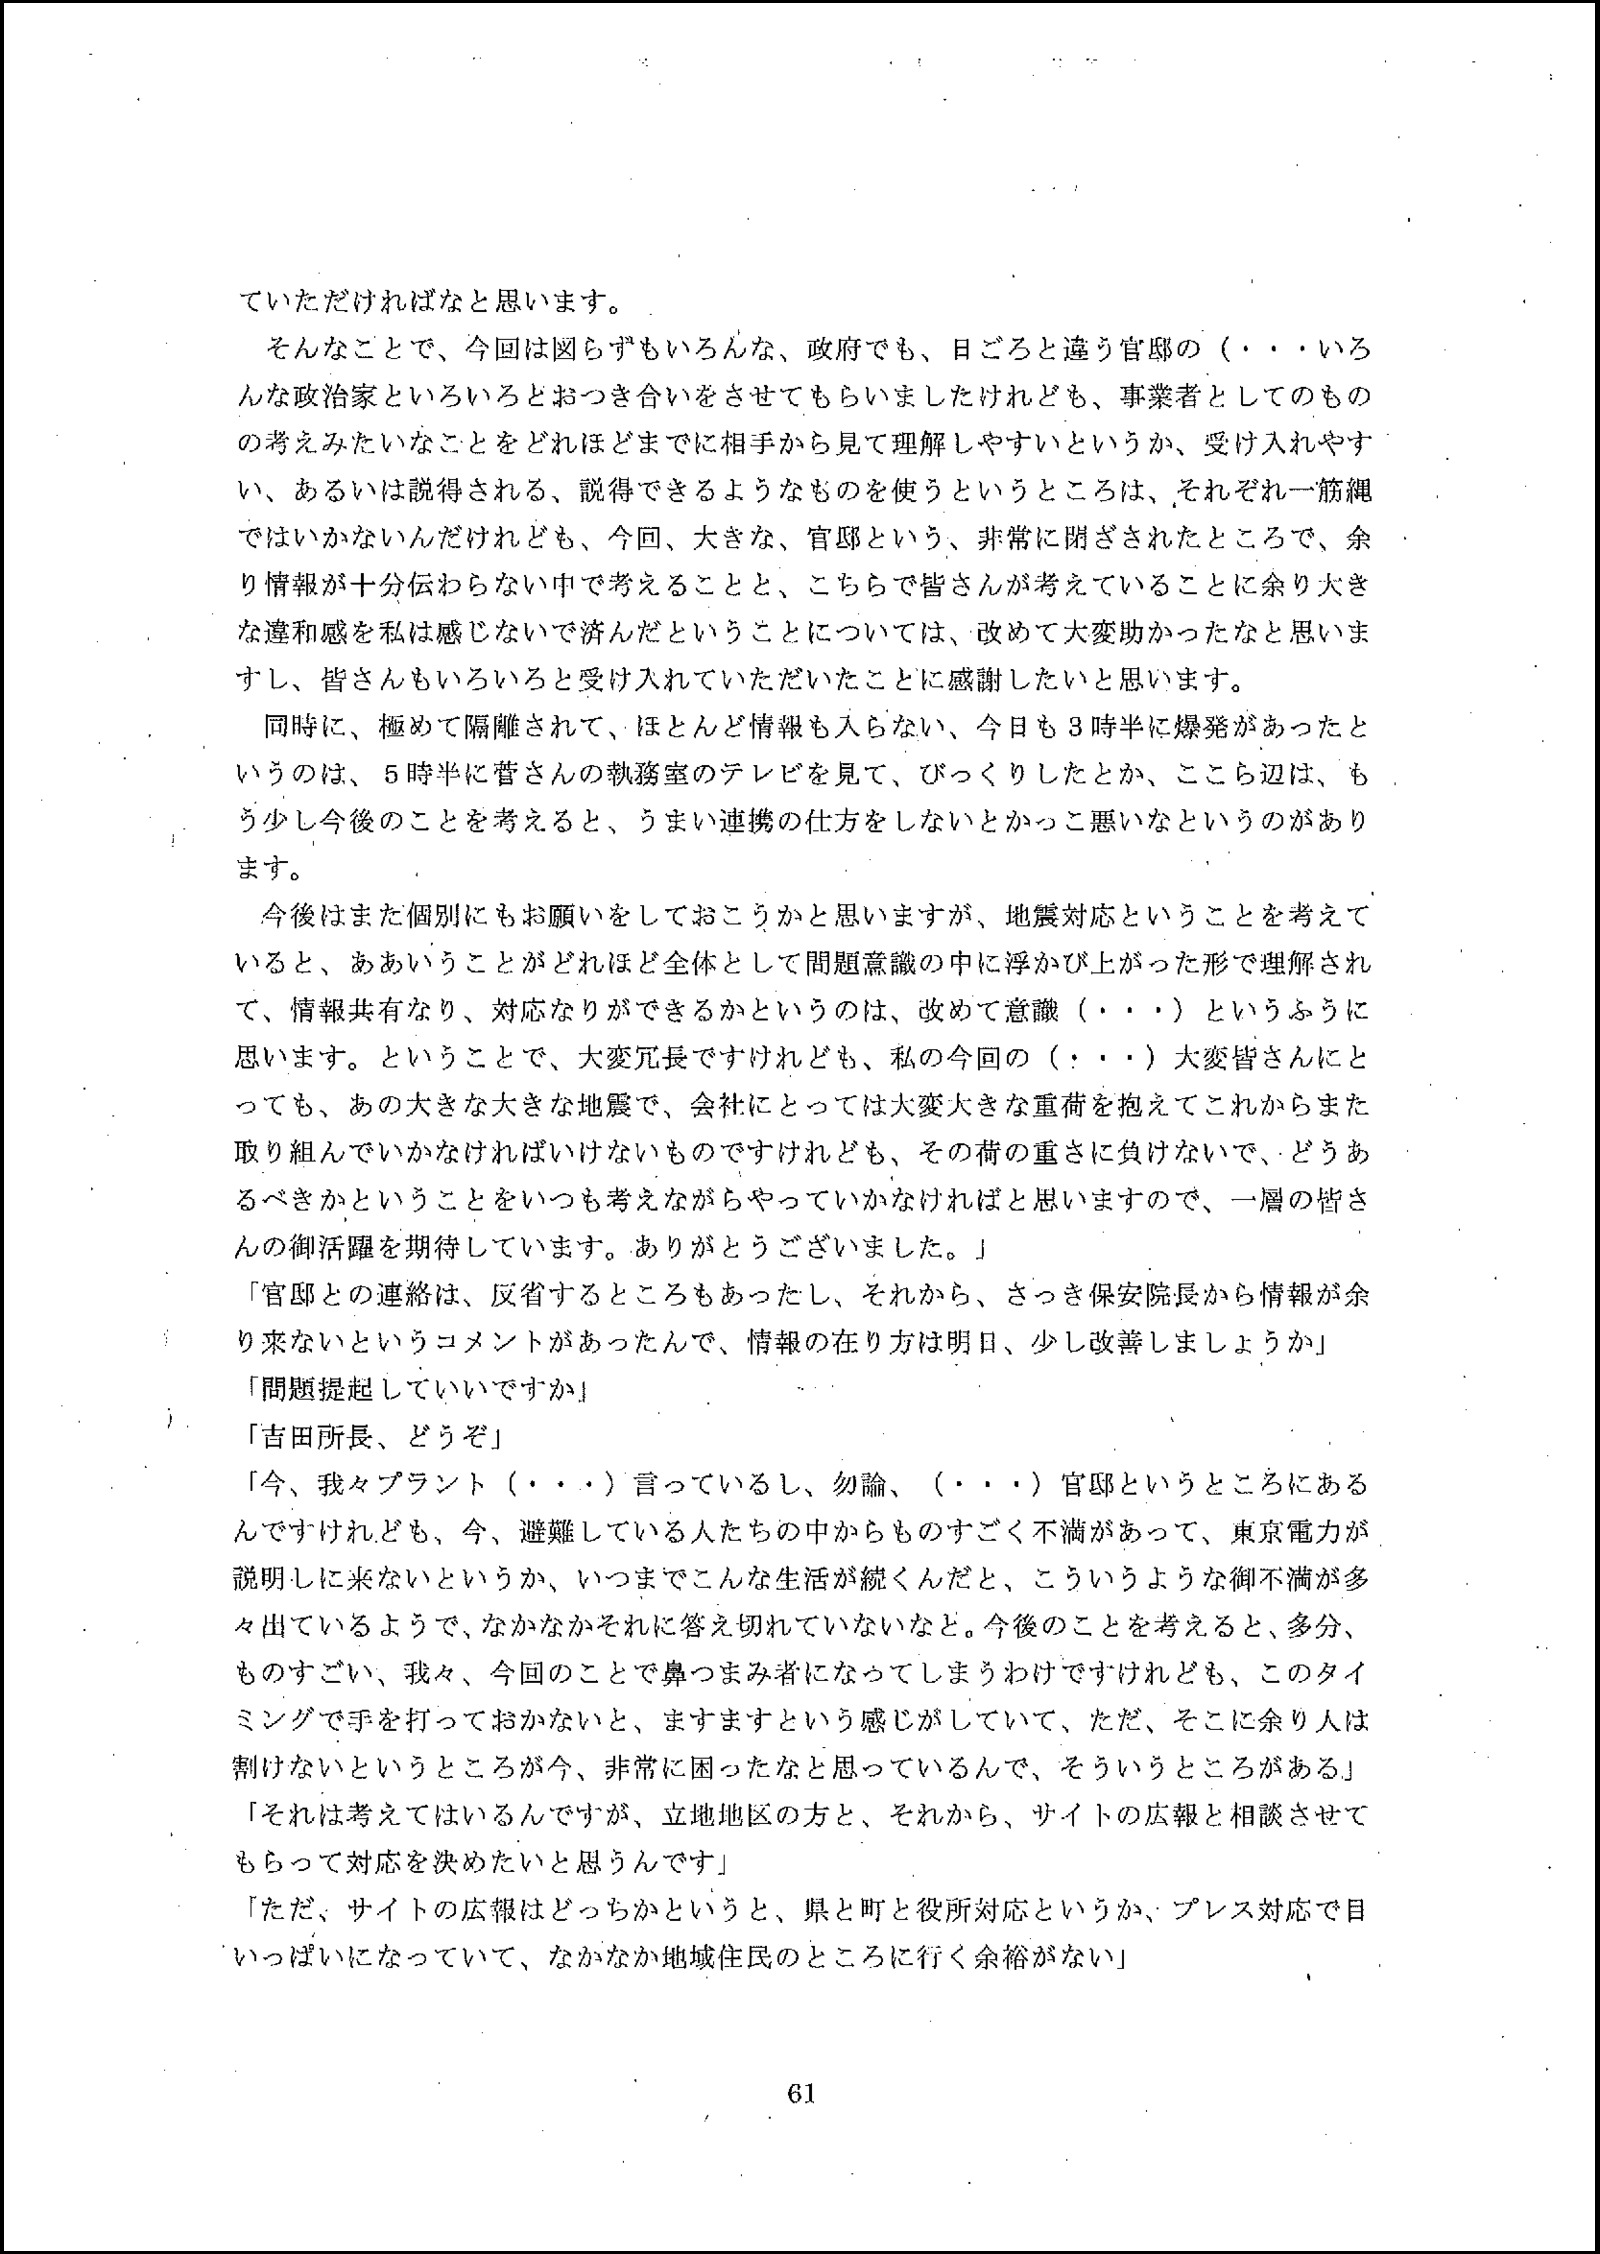 ていただければなと思います。
そんなことで、今回は図らずもいろんな、政府でも、日ごろと違う官邸の（・・・いろ
んな政治家といろいろとおつき合いをさせてもらいましたけれども、事業者としてのもの
の考えみたいなことをどれほどまでに相手から見て理解しやすいというか、受け入れやす
い、あるいは説得される、説得できるようなものを使うというところは、それぞれ一筋縄
ではいかないんだけれども、今回、大きな、官邸という、非常に閉ざされたところで、余
り情報が十分伝わらない中で考えることと、こちらで皆さんが考えていることに余り大き
な違和感を私は感じないで済んだということについては、改めて大変助かったなと思いま
すし、皆さんもいろいろと受け入れていただいたことに感謝したいと思います。
同時に、極めて隔離されて、ほとんど情報も入らない、今日も３時半に爆発があったと
いうのは、５時半に菅さんの執務室のテレビを見て、びっくりしたとか、ここら辺は、も
う少し今後のことを考えると、うまい連携の仕方をしないとかっこ悪いなというのがあり
ます。
今後はまた個別にもお願いをしておこうかと思いますが、地震対応ということを考えて
いると、ああいうことがどれほど全体として問題意識の中に浮かび上がった形で理解され
て、情報共有なり、対応なりができるかというのは、改めて意識（・・・）というふうに
思います。ということで、大変冗長ですけれども、私の今回の（・・・）大変皆さんにと
っても、あの大きな大きな地震で、会社にとっては大変大きな重荷を抱えてこれからまた
取り組んでいかなければいけないものですけれども、その荷の重さに負けないで、どうあ
るべきかということをいつも考えながらやっていかなければと思いますので、一層の皆さ
んの御活躍を期待しています。ありがとうございました。」
「官邸との連絡は、反省するところもあったし、それから、さっき保安院長から情報が余
り来ないというコメントがあったんで、情報の在り方は明日、少し改善しましょうか」
「問題提起していいですか」
「吉田所長、どうぞ」
「今、我々プラント（・・・）言っているし、勿論、（・・・）官邸というところにある
んですけれども、今、避難している人たちの中からものすごく不満があって、東京電力が
説明しに来ないというか、いつまでこんな生活が続くんだと、こういうような御不満が多
々出ているようで、なかなかそれに答え切れていないなと。今後のことを考えると、多分、
ものすごい、我々、今回のことで鼻つまみ者になってしまうわけですけれども、このタイ
ミングで手を打っておかないと、ますますという感じがしていて、ただ、そこに余り人は
割けないというところが今、非常に困ったなと思っているんで、そういうところがある」
「それは考えてはいるんですが、立地地区の方と、それから、サイトの広報と相談させて
もらって対応を決めたいと思うんです」
「ただ、サイトの広報はどっちかというと、県と町と役所対応というか、プレス対応で目
いっぱいになっていて、なかなか地域住民のところに行く余裕がない」
61